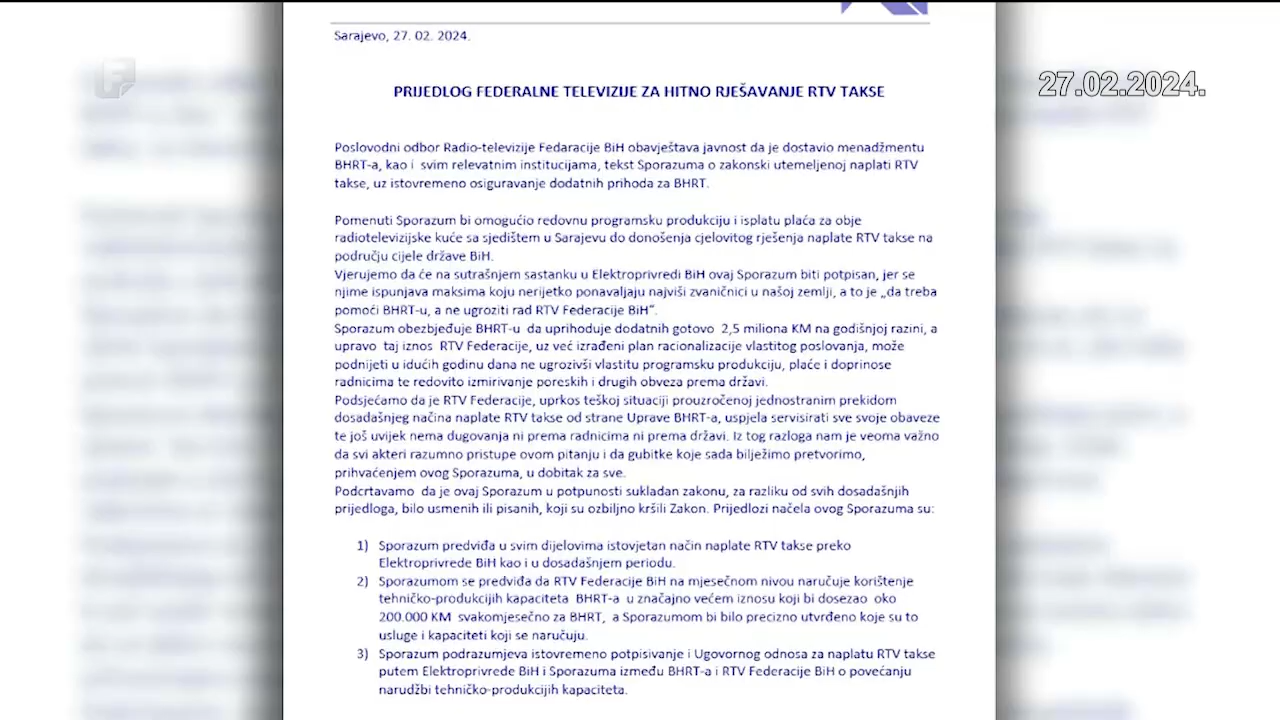 Sarajevo, 27. 02. 2024.
27.02.2024.
PRIJEDLOG FEDERALNE TELEVIZIJE ZA HITNO RJEŠAVANJE RTV TAKSE
Poslovodni odbor Radio-televizije Fedaracije BiH obavještava javnost da je dostavio menadžmentu
BHRT-a, kao i svim relevatnim institucijama, tekst Sporazuma o zakonski utemeljenoj naplati RTV
takse, uz istovremeno osiguravanje dodatnih prihoda za BHRT.
Pomenuti Sporazum bi omogućio redovnu programsku produkciju i isplatu plaća za obje
radiotelevizijske kuće sa sjedištem u Sarajevu do donošenja cjelovitog rješenja naplate RTV takse na
području cijele države BiH.
Vjerujemo da će na sutrašnjem sastanku u Elektroprivredi BiH ovaj Sporazum biti potpisan, jer se
njime ispunjava maksima koju nerijetko ponavaljaju najviši zvaničnici u našoj zemlji, a to je „da treba
pomoći BHRT-u, a ne ugroziti rad RTV Federacije BiH“.
Sporazum obezbjeđuje BHRT-u da uprihoduje dodatnih gotovo 2,5 miliona KM na godišnjoj razini, a
upravo taj iznos RTV Federacije, uz već izrađeni plan racionalizacije vlastitog poslovanja, može
podnijeti u idućih godinu dana ne ugrozivši vlastitu programsku produkciju, plaće i doprinose
radnicima te redovito izmirivanje poreskih i drugih obveza prema državi.
Podsjećamo da je RTV Federacije, uprkos teškoj situaciji prouzročenoj jednostranim prekidom
dosadašnjeg načina naplate RTV takse od strane Uprave BHRT-a, uspjela servisirati sve svoje obaveze
te još uvijek nema dugovanja ni prema radnicima ni prema državi. Iz tog razloga nam je veoma važno
da svi akteri razumno pristupe ovom pitanju i da gubitke koje sada bilježimo pretvorimo,
prihvaćenjem ovog Sporazuma, u dobitak za sve.
Podcrtavamo da je ovaj Sporazum u potpunosti sukladan zakonu, za razliku od svih dosadašnjih
prijedloga, bilo usmenih ili pisanih, koji su ozbiljno kršili Zakon. Prijedlozi načela ovog Sporazuma su:
1) Sporazum predviđa u svim dijelovima istovjetan način naplate RTV takse preko
Elektroprivrede BiH kao i u dosadašnjem periodu.
2) Sporazumom se predviđa da RTV Federacije BiH na mjesečnom nivou naručuje korištenje
tehničko-produkcijih kapaciteta BHRT-a u značajno većem iznosu koji bi dosezao oko
200.000 KM svakomjesečno za BHRT, a Sporazumom bi bilo precizno utvrđeno koje su to
usluge i kapaciteti koji se naručuju.
3) Sporazum podrazumjeva istovremeno potpisivanje i Ugovornog odnosa za naplatu RTV takse
putem Elektroprivrede BiH i Sporazuma između BHRT-a i RTV Federacije BiH o povećanju
narudžbi tehničko-produkcijih kapaciteta.